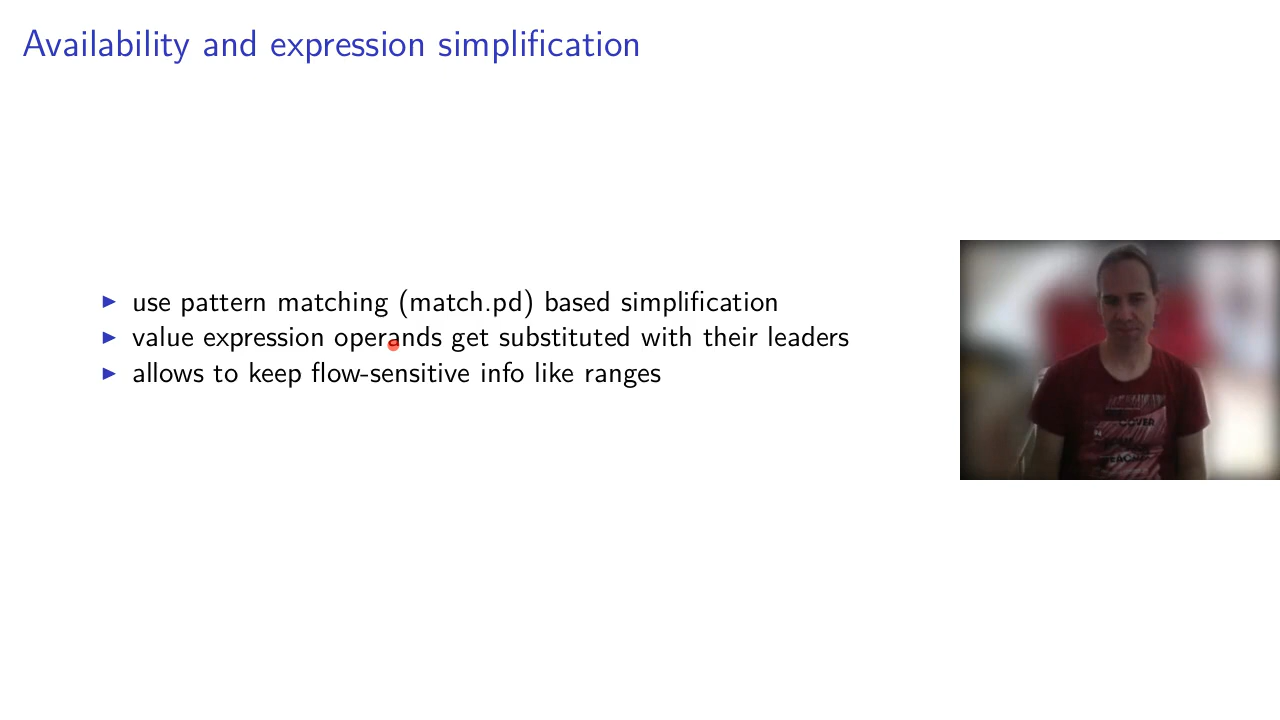 Availability and expression simplification
▶ use pattern matching (match.pd) based simplification
▶ value expression operands get substituted with their leaders
▶ allows to keep flow-sensitive info like ranges
COVER